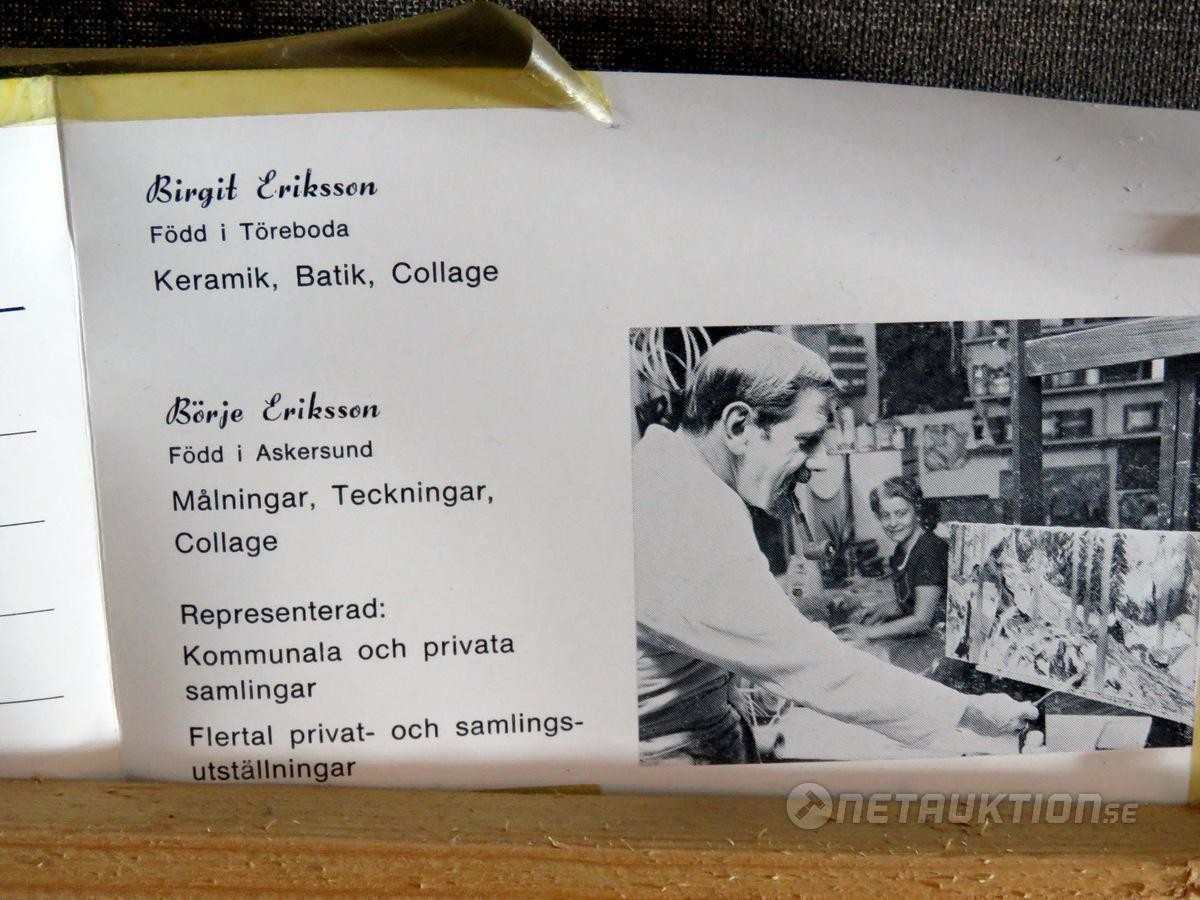 Birgit Eriksson
Född i Töreboda
Keramik, Batik, Collage
Börje Eriksson
Född i Askersund
Målningar, Teckningar,
Collage
Representerad:
Kommunala och privata
samlingar
Flertal privat- och samlings-
utställningar
NETAUKTION.SE